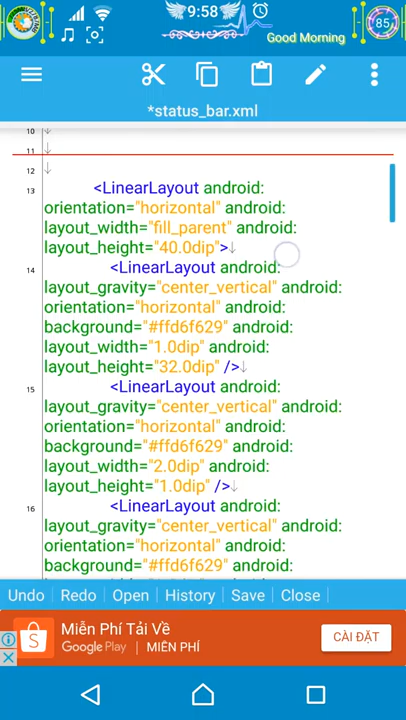 9:58
85
Good Morning
*status_bar.xml
10
11
12
13 <LinearLayout android:
orientation="horizontal" android:
layout_width="fill_parent" android:
layout_height="40.0dip">↓
14 <LinearLayout android:
layout_gravity="center_vertical" android:
orientation="horizontal" android:
background="#ffd6f629" android:
layout_width="1.0dip" android:
layout_height="32.0dip" />↓
15 <LinearLayout android:
layout_gravity="center_vertical" android:
orientation="horizontal" android:
background="#ffd6f629" android:
layout_width="2.0dip" android:
layout_height="1.0dip" />↓
16 <LinearLayout android:
layout_gravity="center_vertical" android:
orientation="horizontal" android:
background="#ffd6f629" android:
Undo Redo Open History Save Close
Miễn Phí Tải Về
Google Play MIỄN PHÍ
CÀI ĐẶT